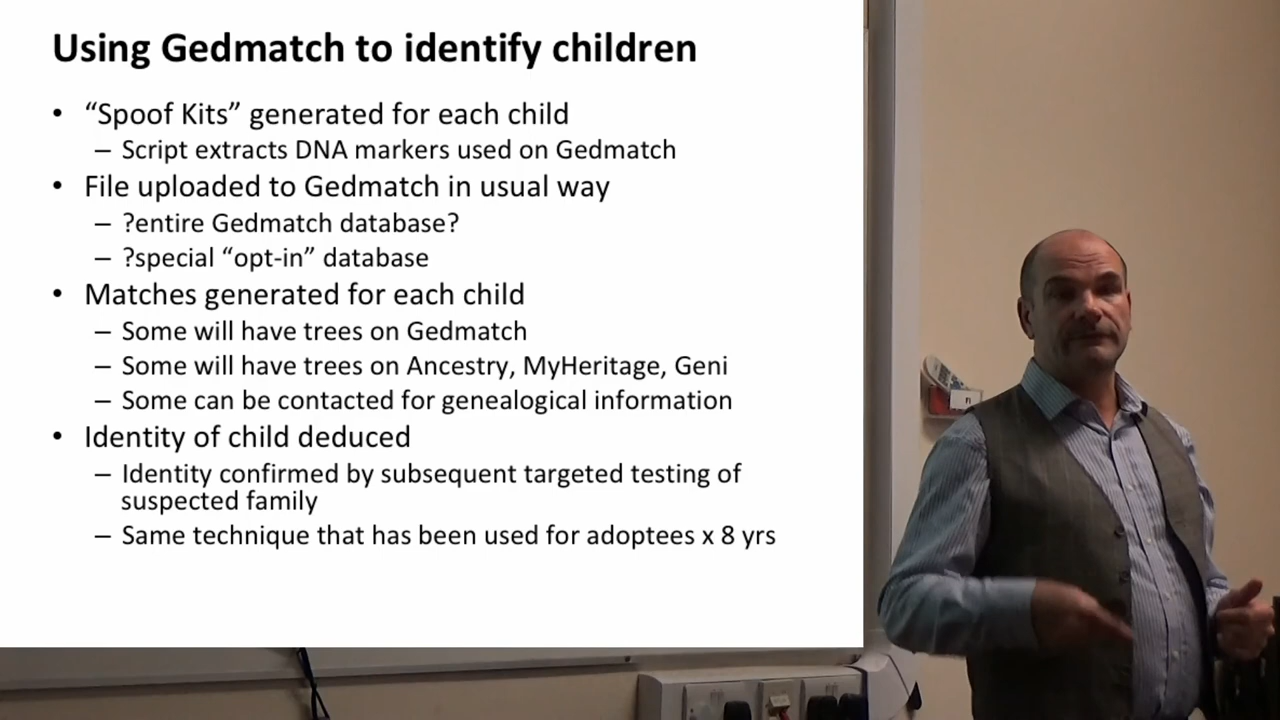 Using Gedmatch to identify children
• “Spoof Kits” generated for each child
– Script extracts DNA markers used on Gedmatch
• File uploaded to Gedmatch in usual way
– ?entire Gedmatch database?
– ?special “opt-in” database
• Matches generated for each child
– Some will have trees on Gedmatch
– Some will have trees on Ancestry, MyHeritage, Geni
– Some can be contacted for genealogical information
• Identity of child deduced
– Identity confirmed by subsequent targeted testing of
suspected family
– Same technique that has been used for adoptees x 8 yrs